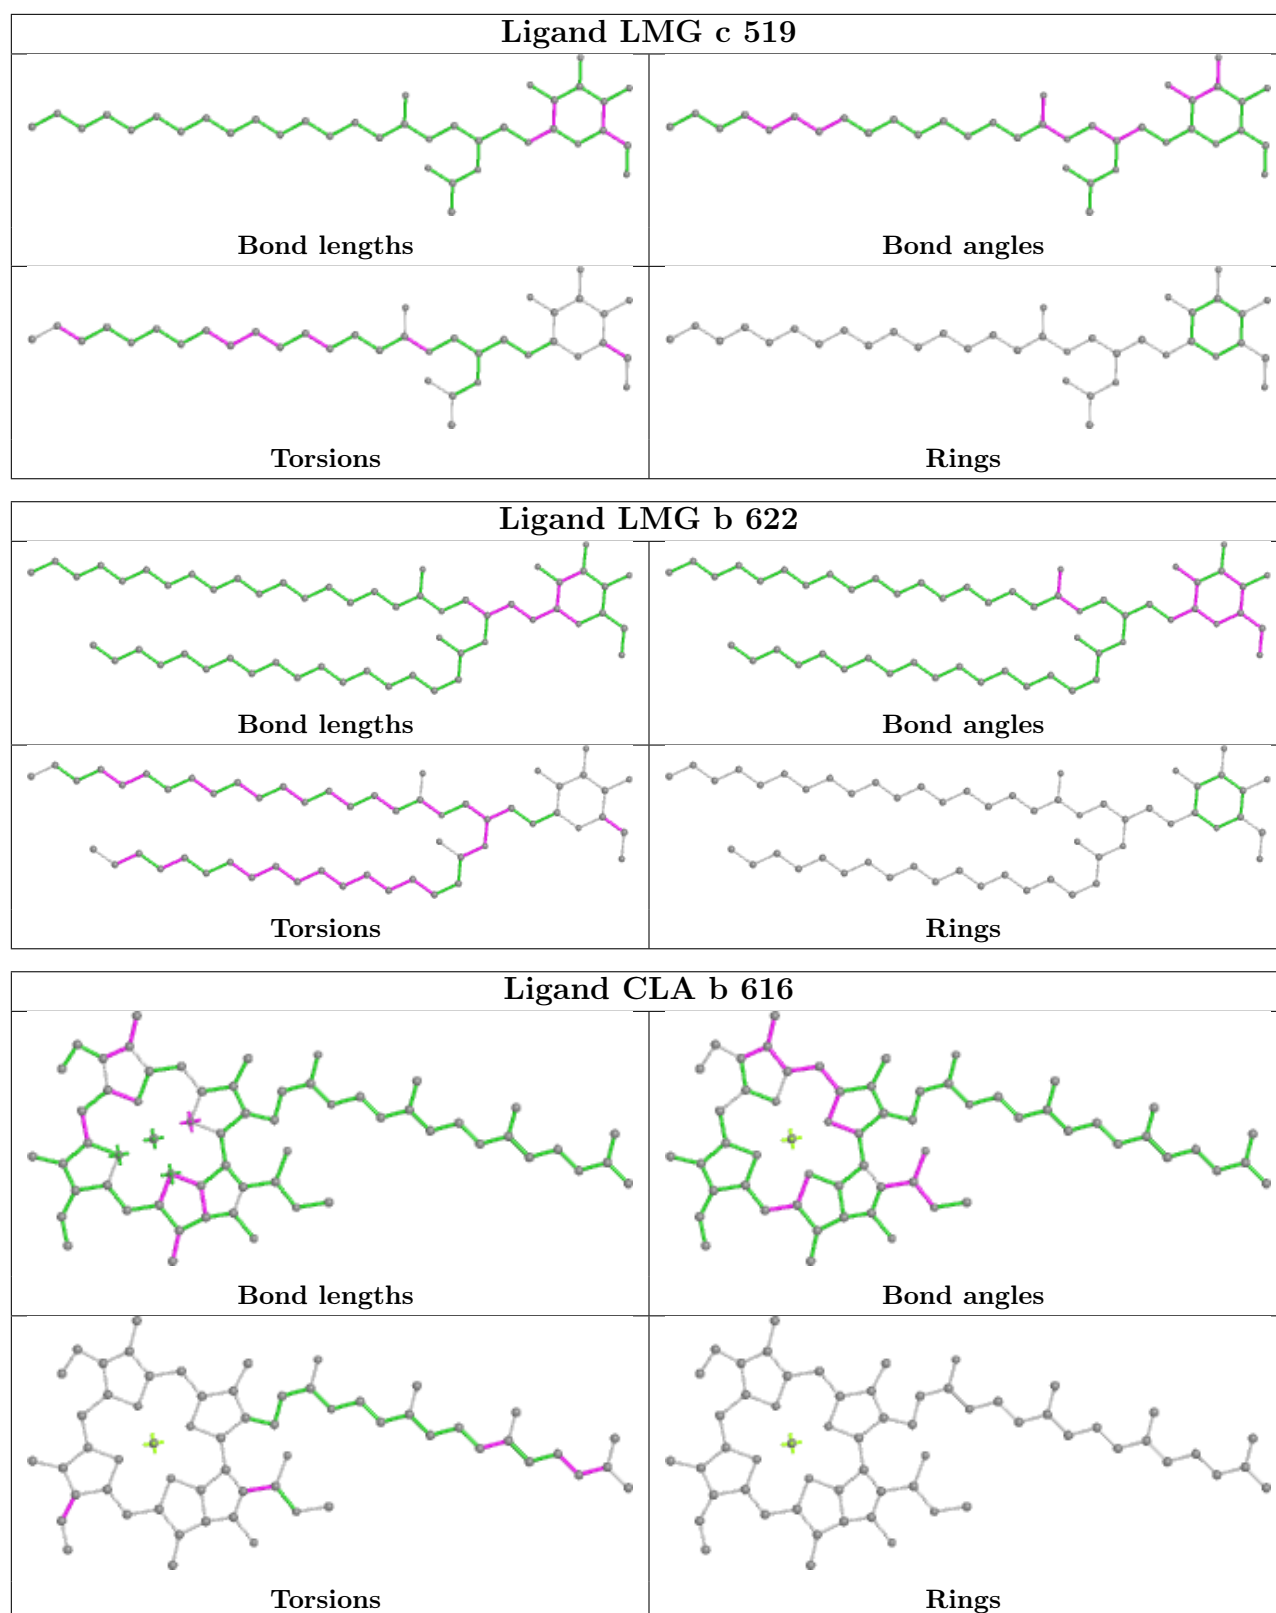 Ligand LMG c 519
Bond lengths
Bond angles
Torsions
Rings
Ligand LMG b 622
Bond lengths
Bond angles
Torsions
Rings
Ligand CLA b 616
Bond lengths
Bond angles
Torsions
Rings